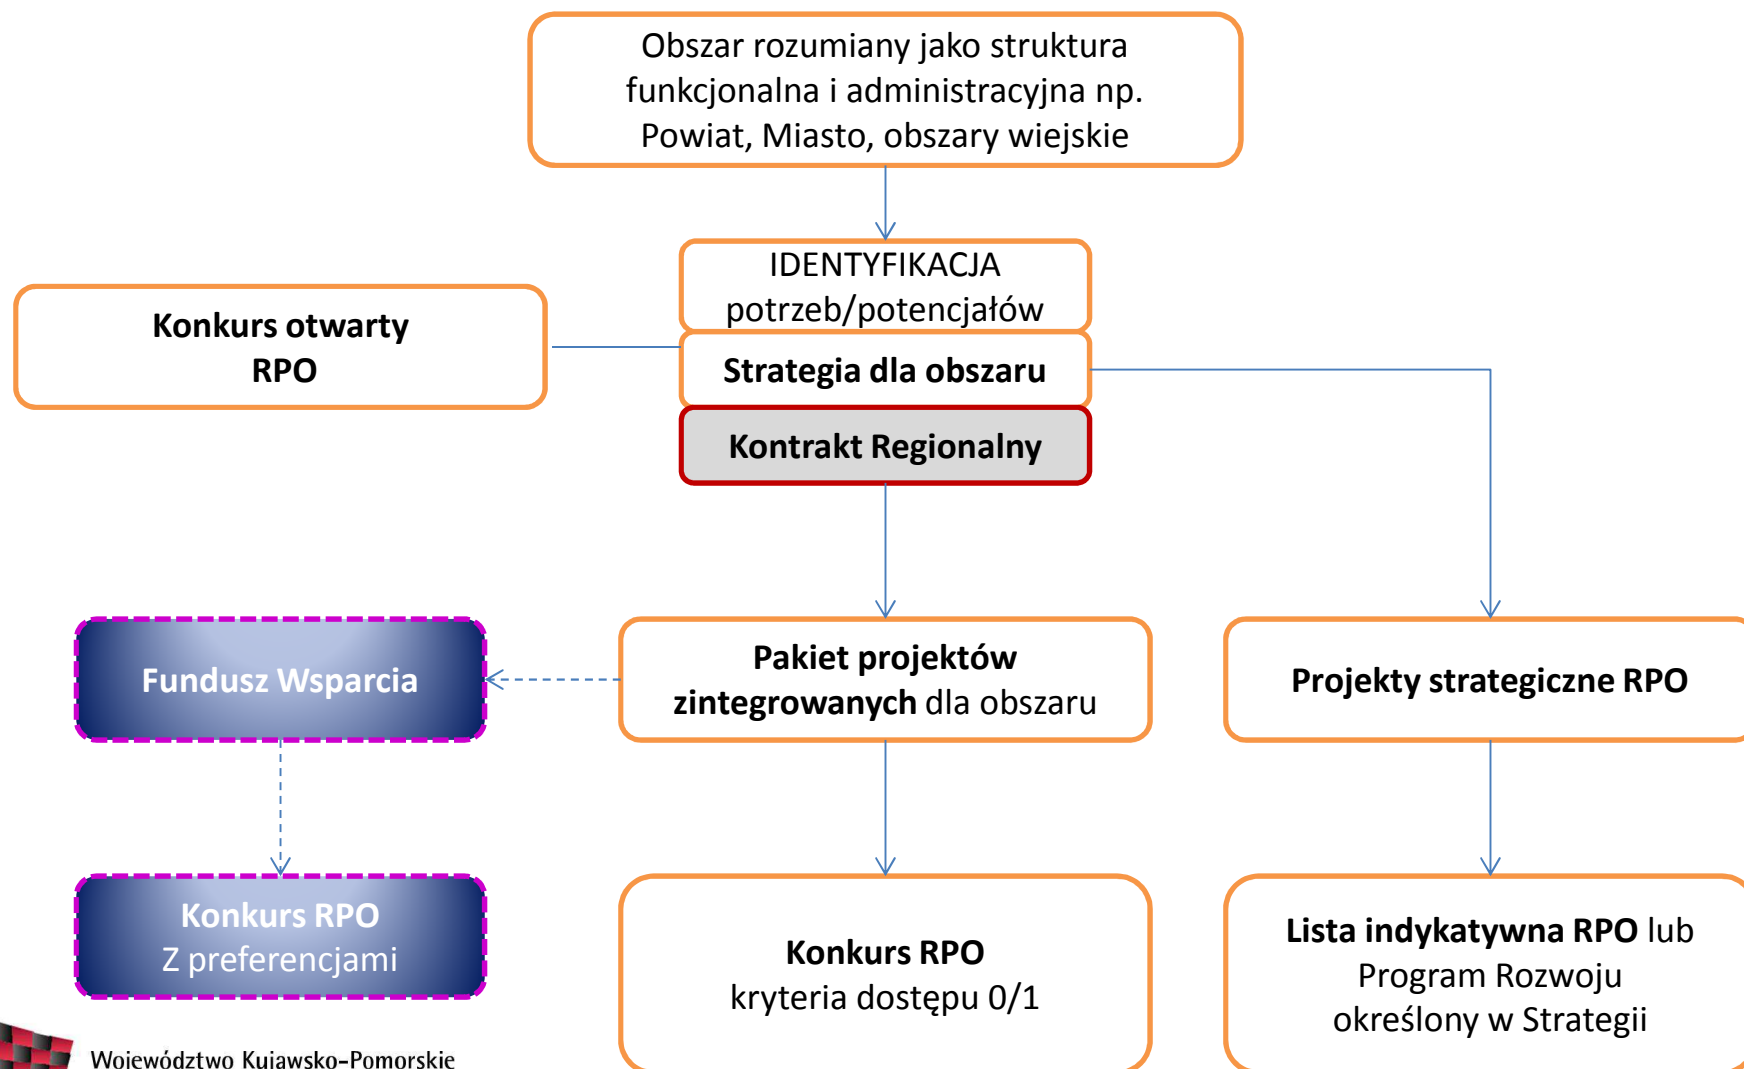 Obszar rozumiany jako struktura
funkcjonalna i administracyjna np.
Powiat, Miasto, obszary wiejskie
IDENTYFIKACJA
potrzeb/potencjałów
Konkurs otwarty
RPO
Strategia dla obszaru
Kontrakt Regionalny
Fundusz Wsparcia
Pakiet projektów
zintegrowanych dla obszaru
Projekty strategiczne RPO
Konkurs RPO
Z preferencjami
Konkurs RPO
kryteria dostępu 0/1
Lista indykatywna RPO lub
Program Rozwoju
określony w Strategii
Województwo Kujawsko-Pomorskie